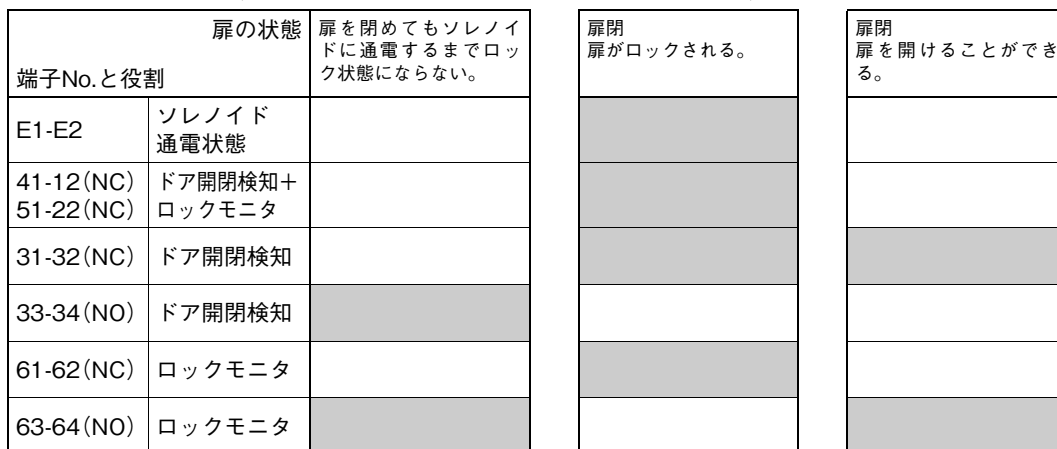 扉の状態
端子No.と役割
扉を閉めてもソレノイ
ドに通電するまでロッ
ク状態にならない。
扉閉
扉がロックされる。
扉閉
扉を開けることができ
る。
E1-E2
ソレノイド
通電状態
41-12(NC)
51-22(NC)
ドア開閉検知＋
ロックモニタ
31-32(NC)
ドア開閉検知
33-34(NO)
ドア開閉検知
61-62(NC)
ロックモニタ
63-64(NO)
ロックモニタ